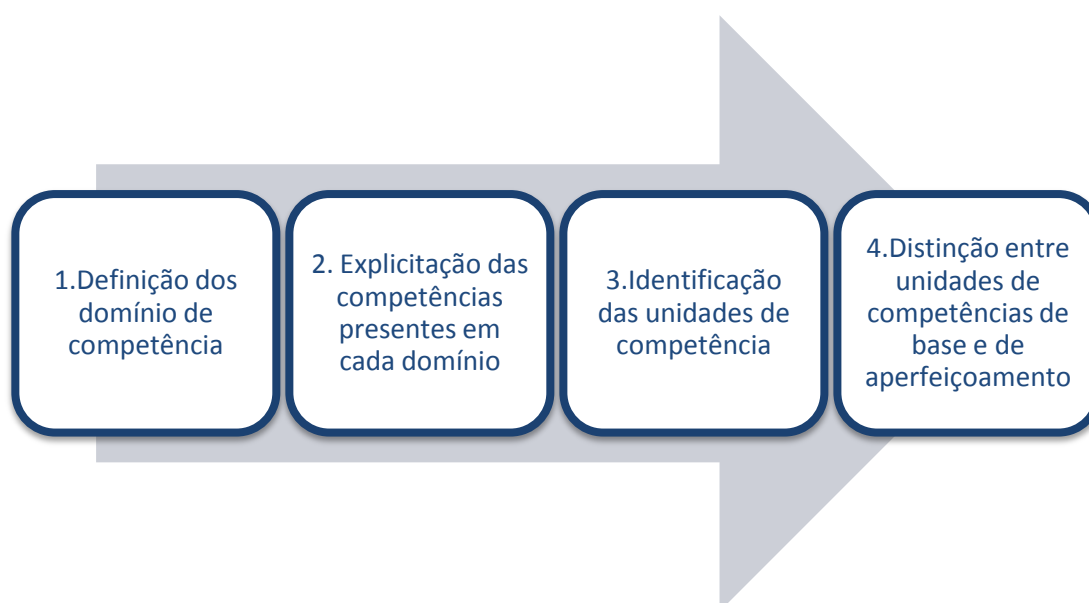 1.Definição dos
domínio de
competência
2. Explicitação das
competências
presentes em
cada domínio
3.Identificação
das unidades de
competência
4.Distinção entre
unidades de
competências de
base e de
aperfeiçoamento